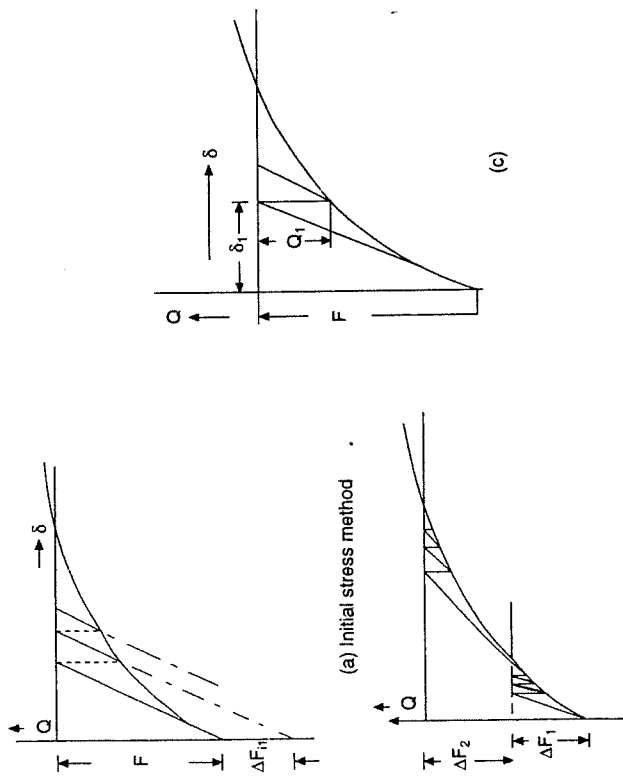 Q
δ
F
ΔF₁₁
(a) Initial stress method
Q
ΔF₂
ΔF₁
Q
δ
δ₁
Q₁
F
(c)